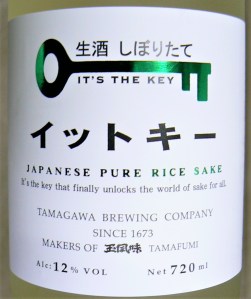 生酒 しぼりたて
IT'S THE KEY
イットキー
JAPANESE PURE RICE SAKE
It's the key that finally unlocks the world of sake for all.
TAMAGAWA BREWING COMPANY
SINCE 1673
MAKERS OF 玉風味 TAMAFUMI
Alc:12% VOL Net 720ml